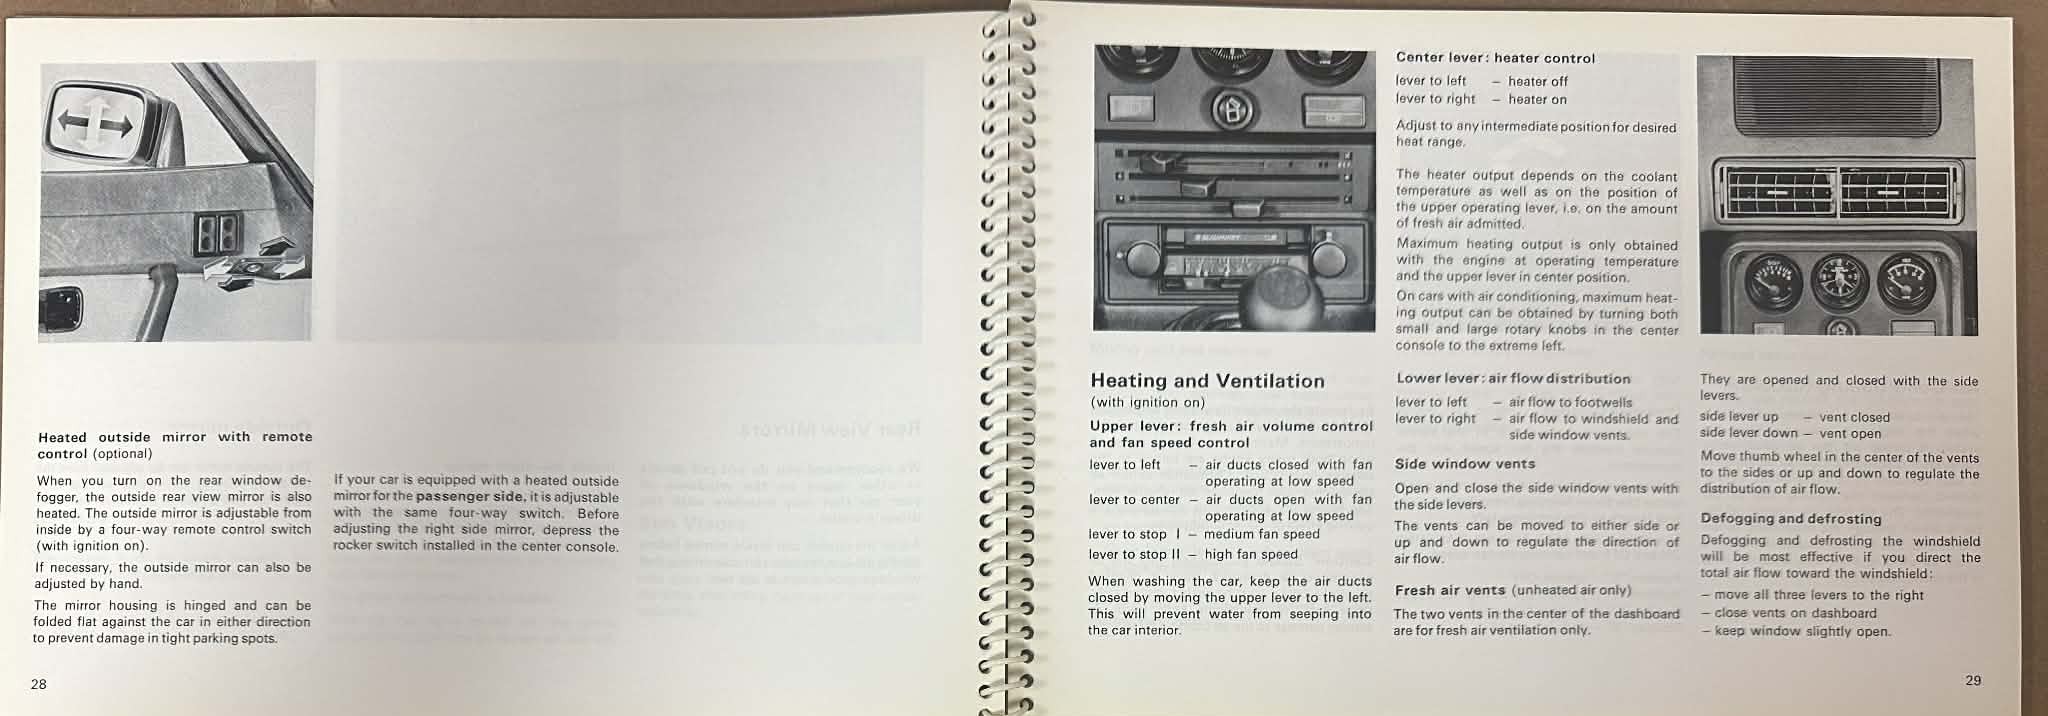 Heated outside mirror with remote
control (optional)
When you turn on the rear window de-
fogger, the outside rear view mirror is also
heated. The outside mirror is adjustable from
inside by a four-way remote control switch
(with ignition on).
If necessary, the outside mirror can also be
adjusted by hand.
The mirror housing is hinged and can be
folded flat against the car in either direction
to prevent damage in tight parking spots.
If your car is equipped with a heated outside
mirror for the passenger side, it is adjustable
with the same four-way switch. Before
adjusting the right side mirror, depress the
rocker switch installed in the center console.
28
BLAUPUNKT
Heating and Ventilation
(with ignition on)
Upper lever: fresh air volume control
and fan speed control
lever to left – air ducts closed with fan
operating at low speed
lever to center – air ducts open with fan
operating at low speed
lever to stop I – medium fan speed
lever to stop II – high fan speed
When washing the car, keep the air ducts
closed by moving the upper lever to the left.
This will prevent water from seeping into
the car interior.
Center lever: heater control
lever to left – heater off
lever to right – heater on
Adjust to any intermediate position for desired
heat range.
The heater output depends on the coolant
temperature as well as on the position of
the upper operating lever, i.e. on the amount
of fresh air admitted.
Maximum heating output is only obtained
with the engine at operating temperature
and the upper lever in center position.
On cars with air conditioning, maximum heat-
ing output can be obtained by turning both
small and large rotary knobs in the center
console to the extreme left.
Lower lever: air flow distribution
lever to left – air flow to footwells
lever to right – air flow to windshield and
side window vents.
Side window vents
Open and close the side window vents with
the side levers.
The vents can be moved to either side or
up and down to regulate the direction of
air flow.
Fresh air vents (unheated air only)
The two vents in the center of the dashboard
are for fresh air ventilation only.
They are opened and closed with the side
levers.
side lever up – vent closed
side lever down – vent open
Move thumb wheel in the center of the vents
to the sides or up and down to regulate the
distribution of air flow.
Defogging and defrosting
Defogging and defrosting the windshield
will be most effective if you direct the
total air flow toward the windshield:
– move all three levers to the right
– close vents on dashboard
– keep window slightly open.
29